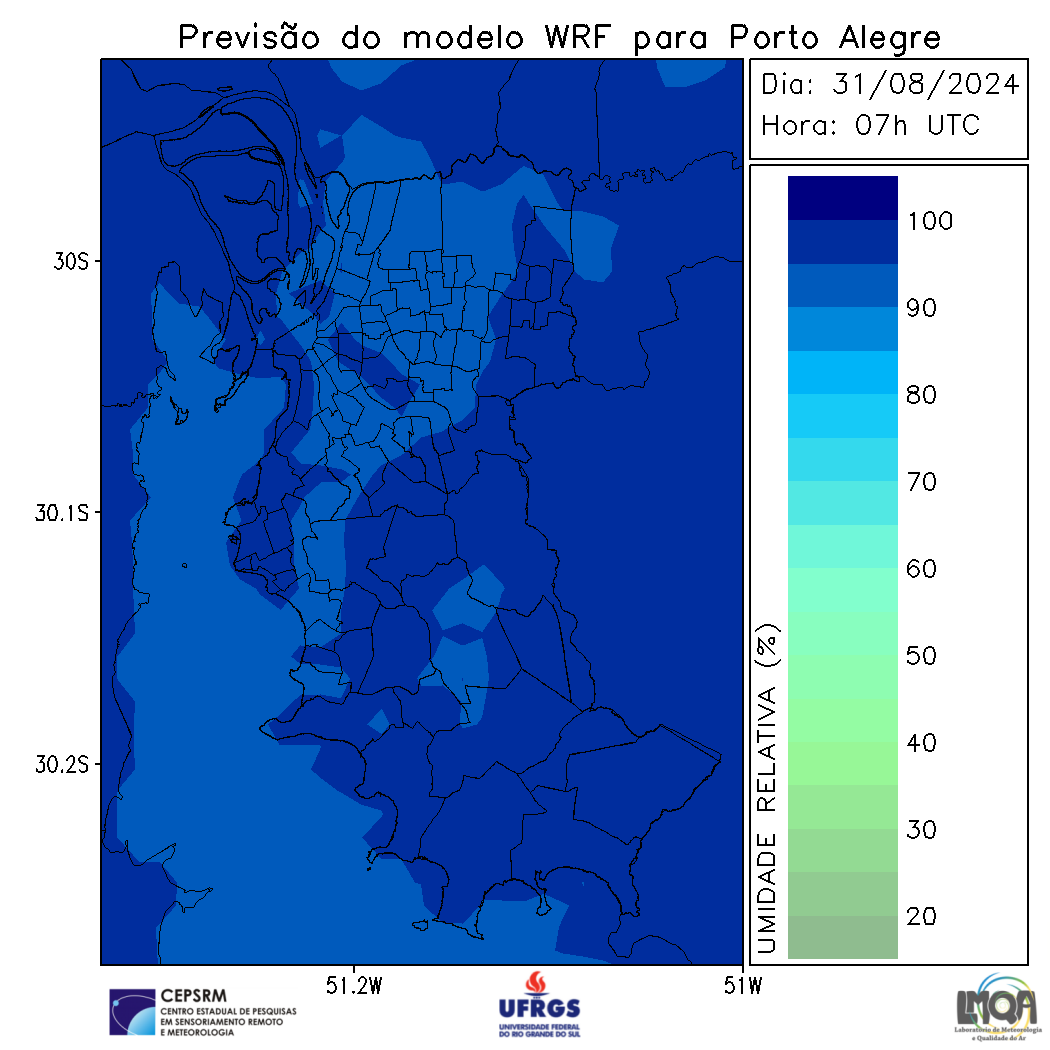 Previsão do modelo WRF para Porto Alegre
Dia: 31/08/2024
Hora: 07h UTC
30S
30.1S
30.2S
51.2W
51W
UMIDADE RELATIVA (%)
100
90
80
70
60
50
40
30
20
CEPSRM
CENTRO ESTADUAL DE PESQUISAS
EM SENSORIAMENTO REMOTO
E METEOROLOGIA
UFRGS
UNIVERSIDADE FEDERAL
DO RIO GRANDE DO SUL
LMQA
Laboratório de Meteorologia
e Qualidade do Ar